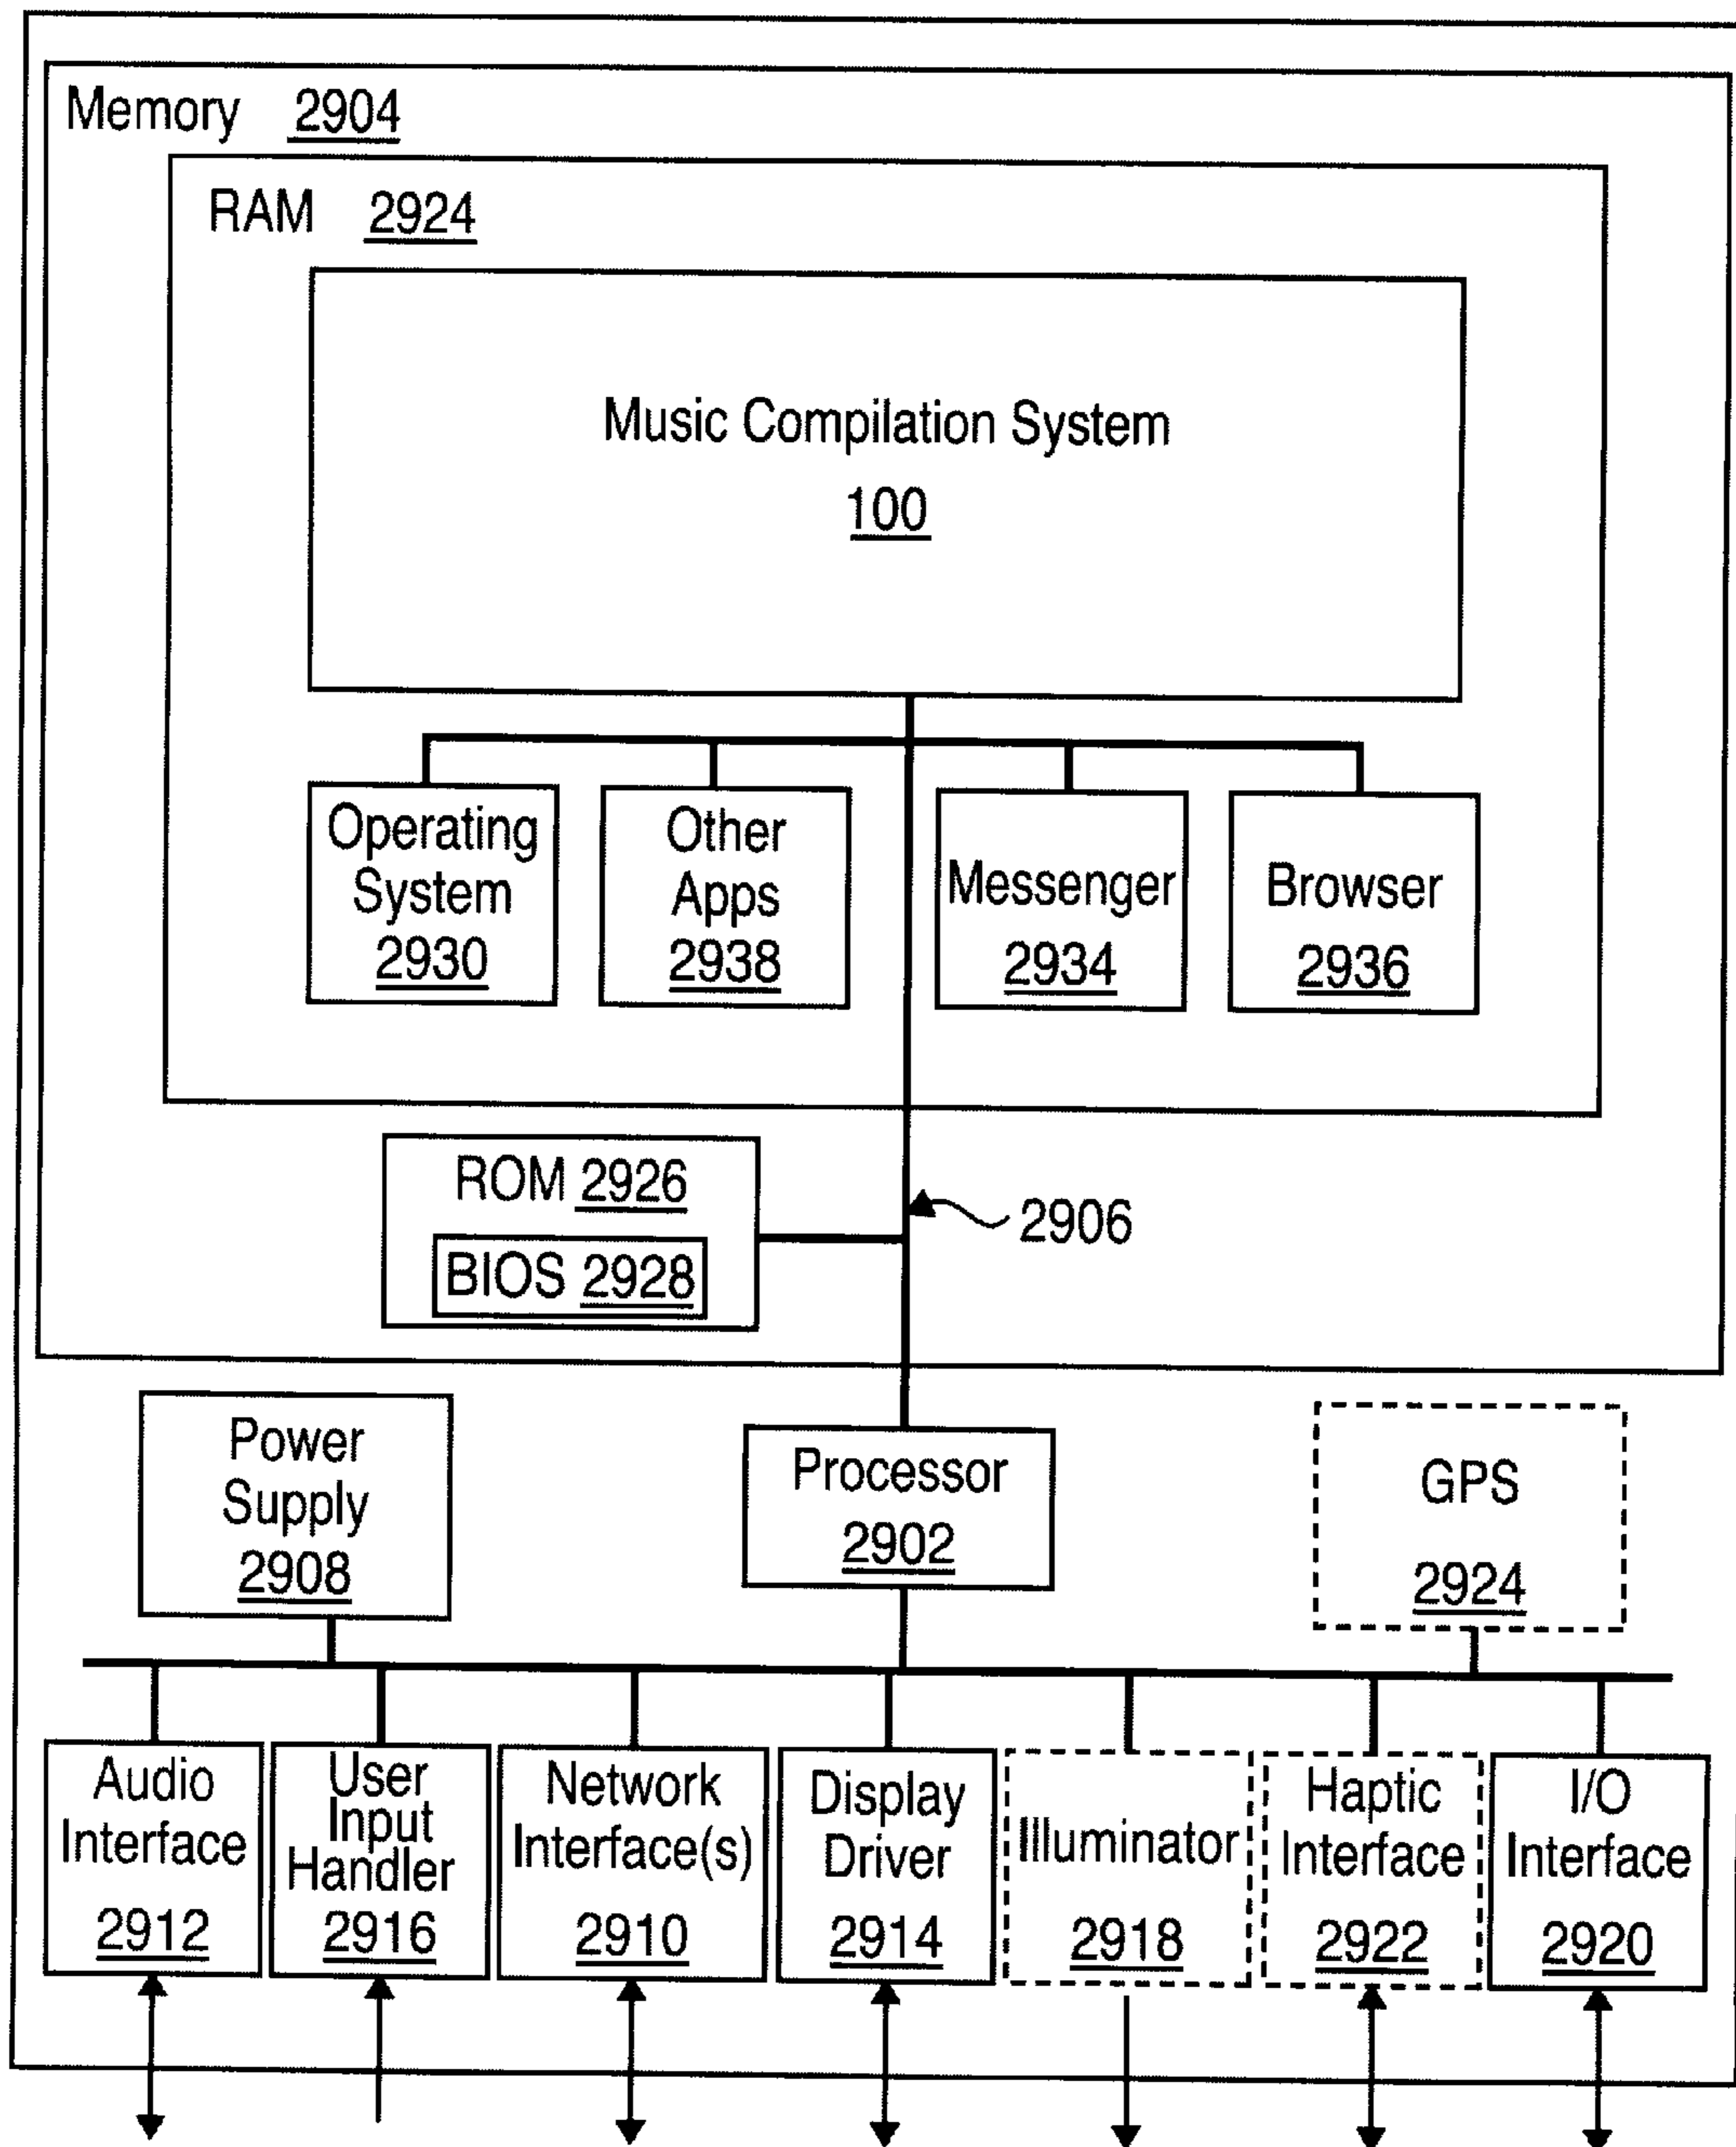 Memory 2904
RAM 2924
Music Compilation System
100
Operating
System
2930
Other
Apps
2938
Messenger
2934
Browser
2936
ROM 2926
BIOS 2928
2906
Power
Supply
2908
Processor
2902
GPS
2924
Audio
Interface
2912
User
Input
Handler
2916
Network
Interface(s)
2910
Display
Driver
2914
Illuminator
2918
Haptic
Interface
2922
I/O
Interface
2920